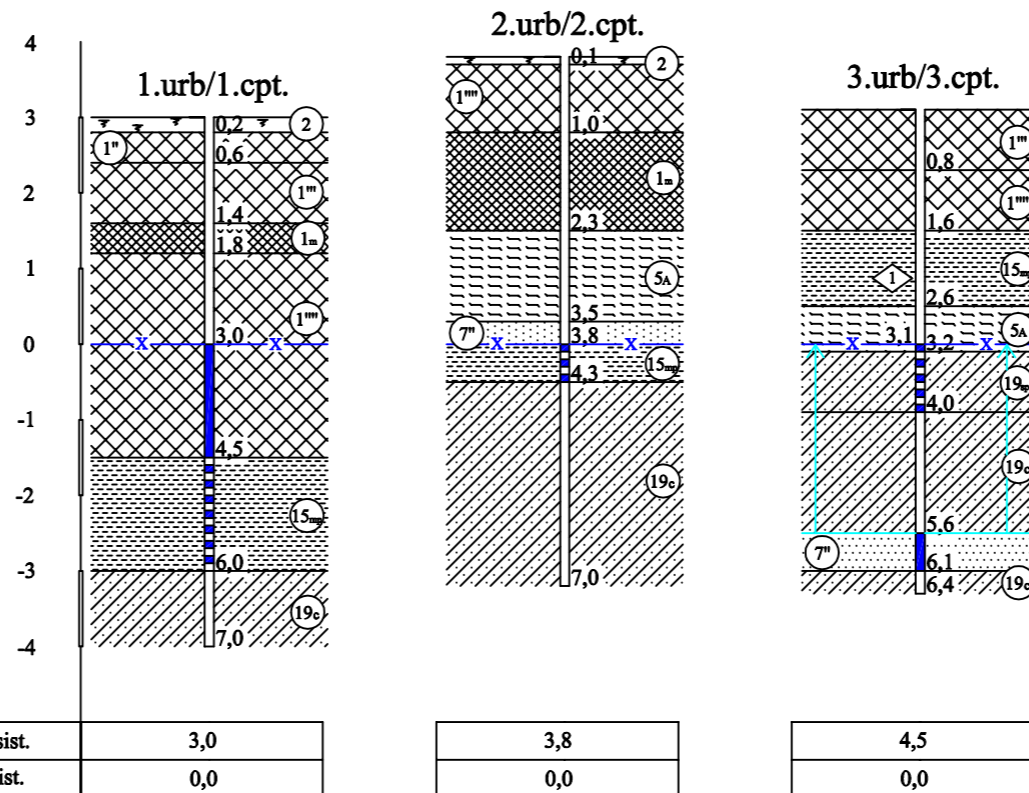 2.urb/2.cpt.
1.urb/1.cpt.
3.urb/3.cpt.
4
3
2
1
0
-1
-2
-3
-4
0,2
2
1"
0,6
1'''
1,4
1m
1,8
1''''
3,0
4,5
15mp
6,0
19c
7,0
0,1
2
1''''
1,0
1m
2,3
5A
3,5
7"
3,8
15mp
4,3
19c
7,0
1'''
0,8
1''''
1,6
1
2,6
5A
3,1
3,2
4,0
19c
5,6
7"
6,1
6,4
19c
x x x x x x
3,0 3,8 4,5
0,0 0,0 0,0